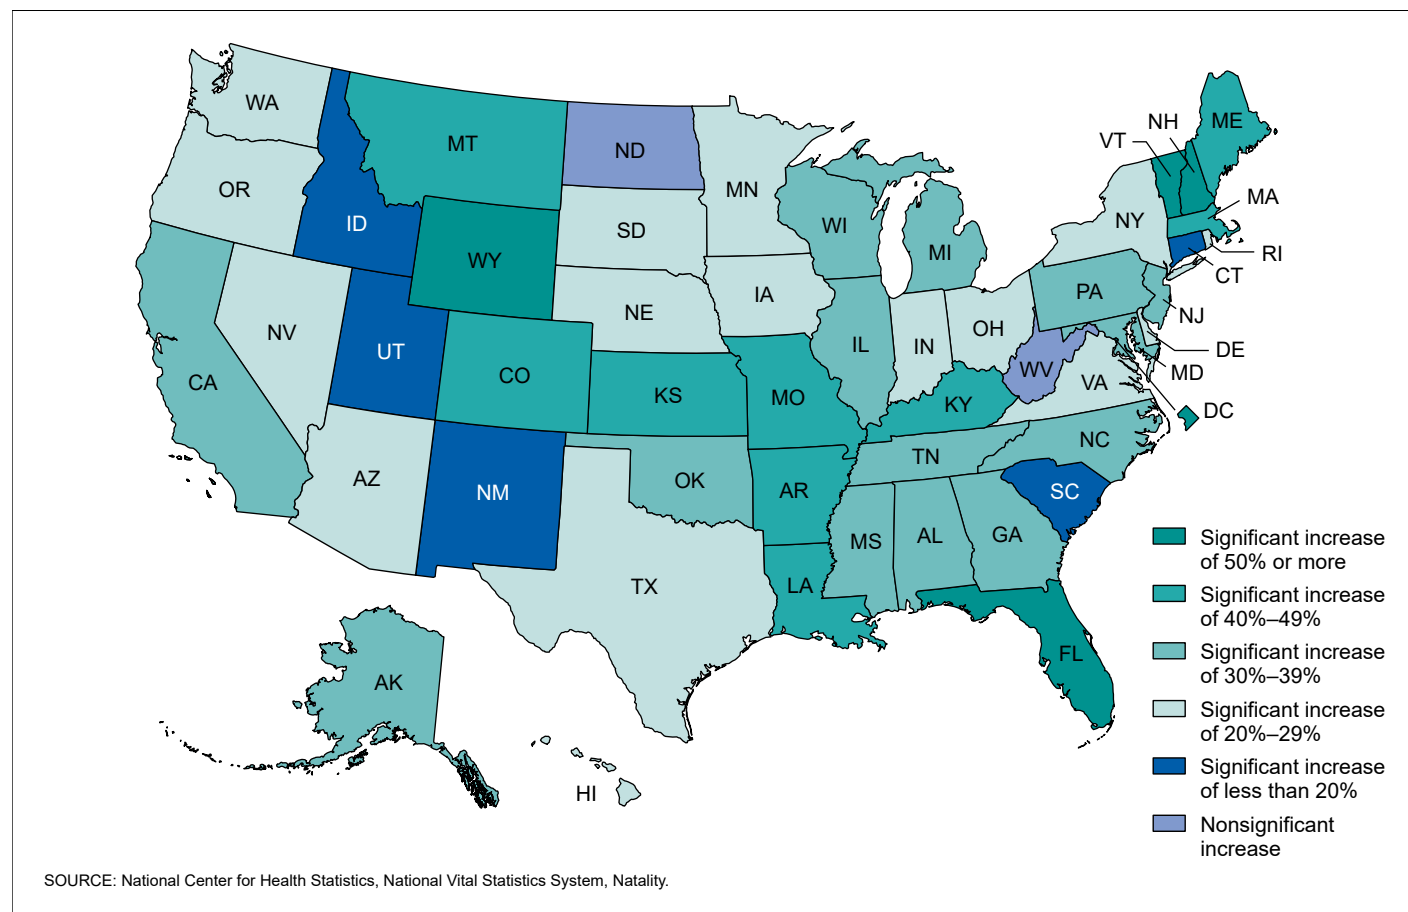 WA
MT
ND
MN
VT
NH
ME
OR
ID
SD
WI
MI
NY
MA
RI
CT
WY
NE
IA
PA
NJ
NV
UT
CO
IL
IN
OH
DE
MD
DC
CA
KS
MO
KY
WV
VA
AZ
NM
OK
AR
TN
NC
SC
TX
LA
MS
AL
GA
FL
AK
HI
Significant increase
of 50% or more
Significant increase
of 40%–49%
Significant increase
of 30%–39%
Significant increase
of 20%–29%
Significant increase
of less than 20%
Nonsignificant
increase
SOURCE: National Center for Health Statistics, National Vital Statistics System, Natality.